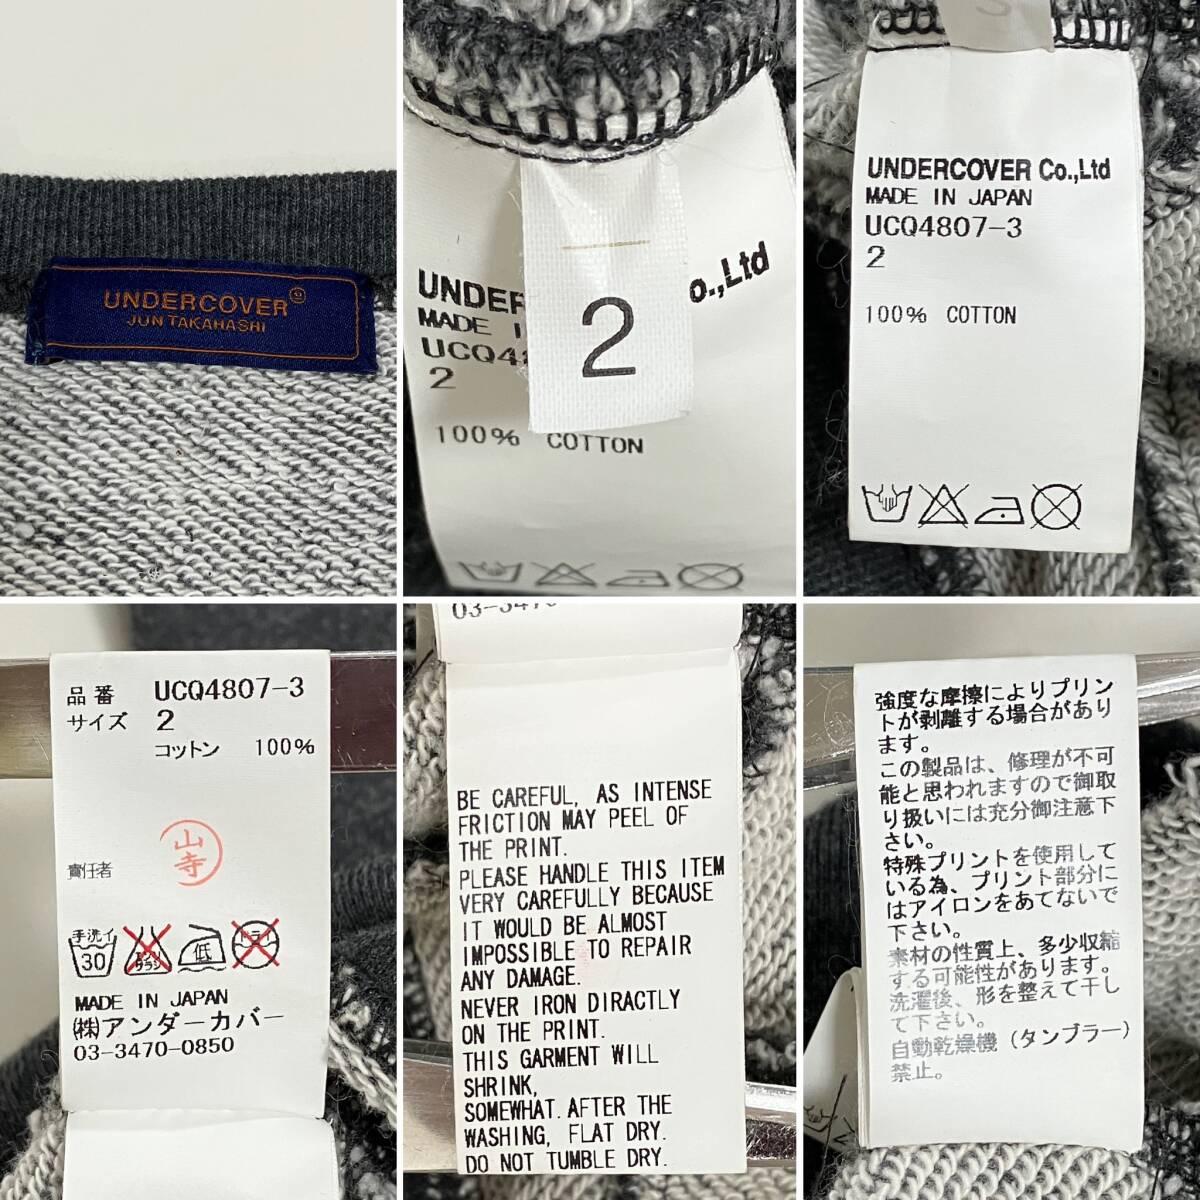 UNDERCOVER
JUN TAKAHASHI
UNDER
o.,Ltd
MADE I
UCQ4
2
2
100% COTTON
UNDERCOVER Co.,Ltd
MADE IN JAPAN
UCQ4807-3
2
100% COTTON
品番 UCQ4807-3
サイズ 2
コットン 100%
山寺
責任者
手洗イ
30
エンソ
サラシ
低
ドライ
MADE IN JAPAN
(株)アンダーカバー
03-3470-0850
03-3470
BE CAREFUL, AS INTENSE
FRICTION MAY PEEL OF
THE PRINT.
PLEASE HANDLE THIS ITEM
VERY CAREFULLY BECAUSE
IT WOULD BE ALMOST
IMPOSSIBLE TO REPAIR
ANY DAMAGE.
NEVER IRON DIRACTLY
ON THE PRINT.
THIS GARMENT WILL
SHRINK,
SOMEWHAT. AFTER THE
WASHING, FLAT DRY.
DO NOT TUMBLE DRY.
強度な摩擦によりプリン
トが剥離する場合があり
ます。
この製品は、修理が不可
能と思われますので御取
り扱いには充分御注意下
さい。
特殊プリントを使用して
いる為、プリント部分に
はアイロンをあてないで
下さい。
素材の性質上、多少収縮
する可能性があります。
洗濯後、形を整えて干し
て下さい。
自動乾燥機（タンブラー）
禁止。